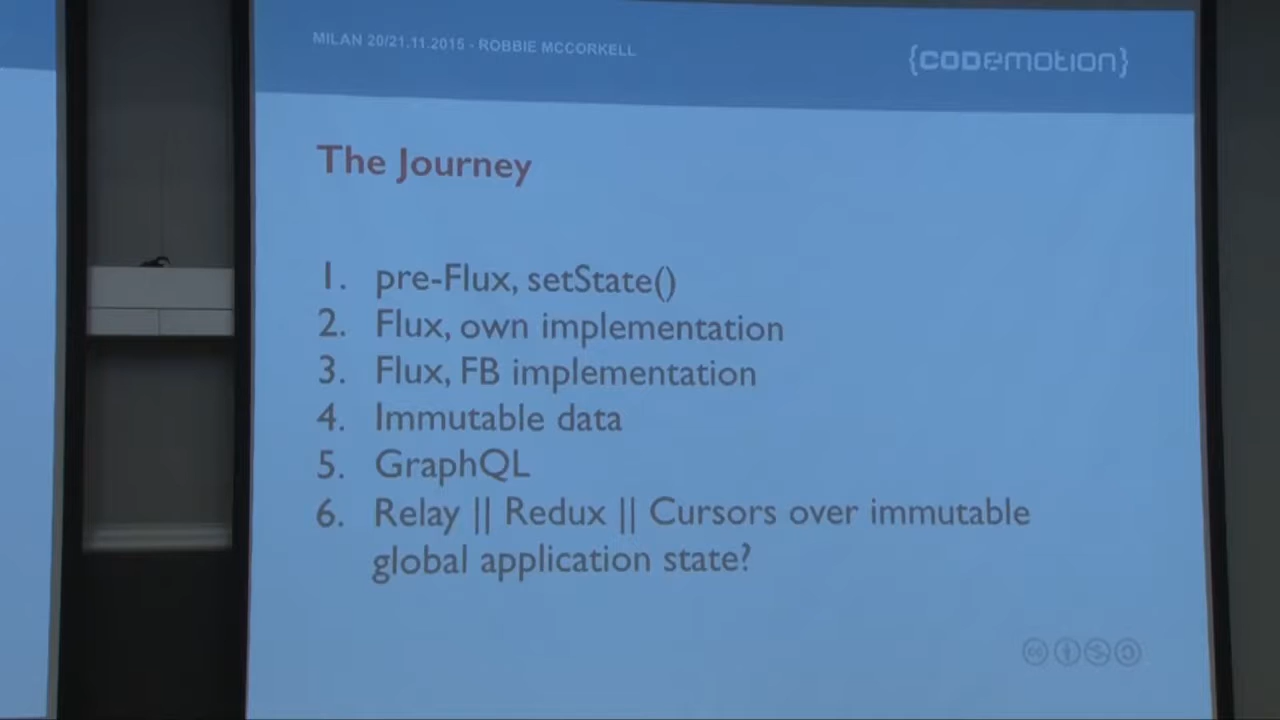 MILAN 20/21.11.2015 - ROBBIE MCCORKELL
{CODEMOTION}
The Journey
1. pre-Flux, setState()
2. Flux, own implementation
3. Flux, FB implementation
4. Immutable data
5. GraphQL
6. Relay || Redux || Cursors over immutable
global application state?